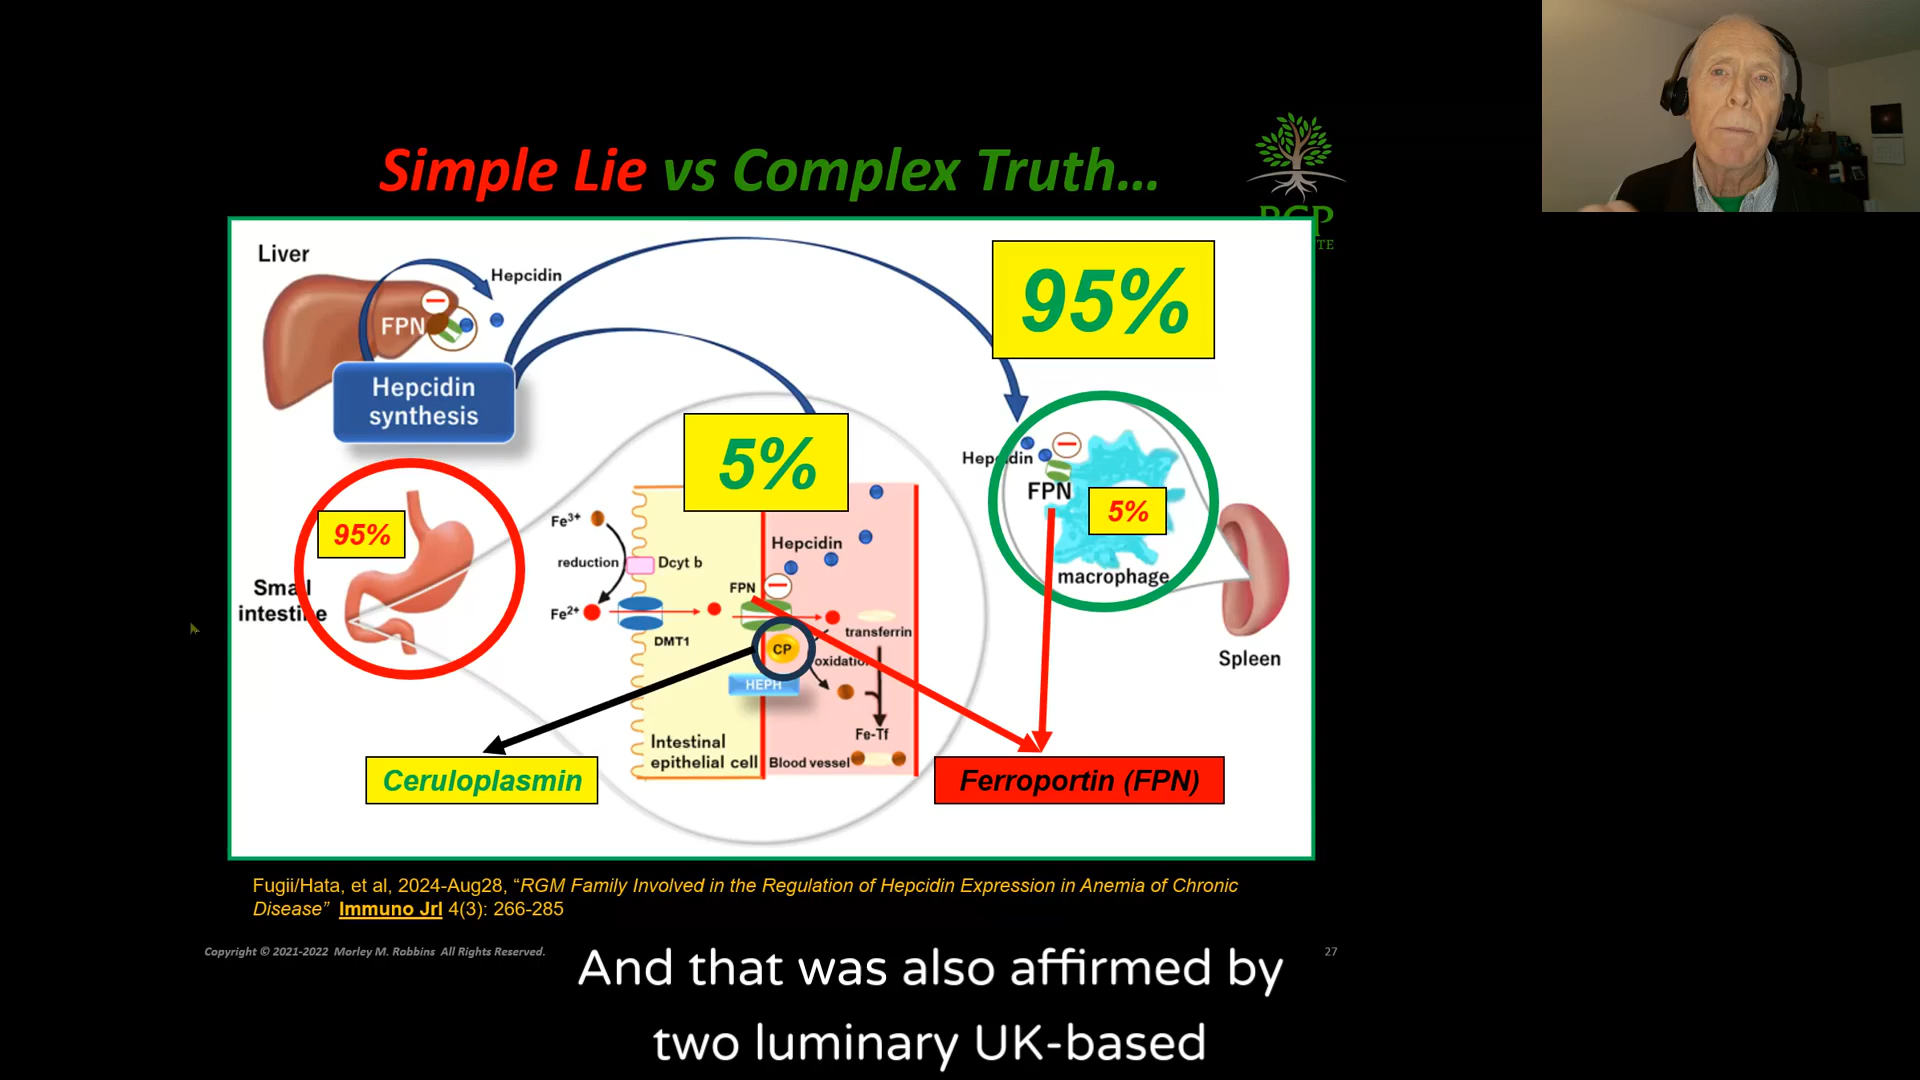 Simple Lie vs Complex Truth...
RGP
TE
Liver
Hepcidin
FPN
Hepcidin
synthesis
95%
5%
95%
Small
intestine
Fe3+
reduction
Dcyt b
Fe2+
DMT1
Hepcidin
FPN
CP
HEPH
transferrin
oxidation
Fe-Tf
Intestinal
epithelial cell
Blood vessel
Hepcidin
FPN
5%
macrophage
Spleen
Ceruloplasmin
Ferroportin (FPN)
Fugii/Hata, et al, 2024-Aug28, “RGM Family Involved in the Regulation of Hepcidin Expression in Anemia of Chronic
Disease” Immuno Jrl 4(3): 266-285
Copyright © 2021-2022 Morley M. Robbins All Rights Reserved.
27
And that was also affirmed by
two luminary UK-based